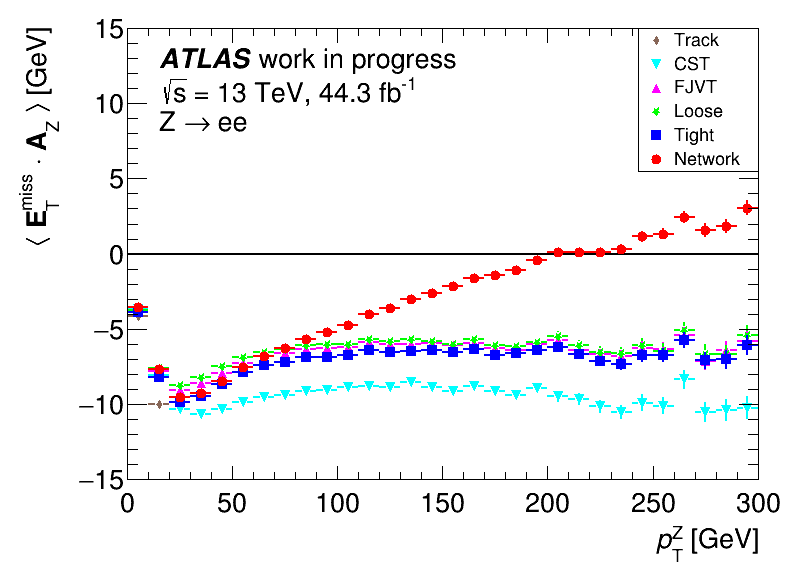 ⟨ E_T^miss · A_Z ⟩ [GeV]
15
10
5
0
−5
−10
−15
ATLAS work in progress
√s = 13 TeV, 44.3 fb⁻¹
Z → ee
Track
CST
FJVT
Loose
Tight
Network
0 50 100 150 200 250 300
p_T^Z [GeV]